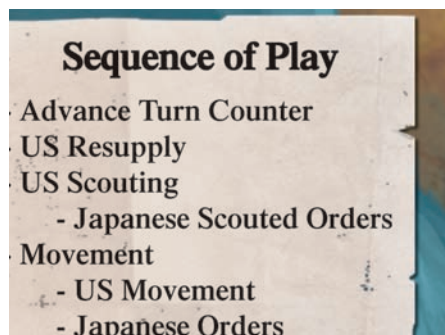 Sequence of Play
- Advance Turn Counter
- US Resupply
- US Scouting
- Japanese Scouted Orders
- Movement
- US Movement
- Japanese Orders